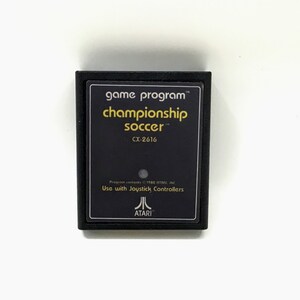 game program™
championship
soccer™
CX-2616
Use with Joystick Controllers
ATARI